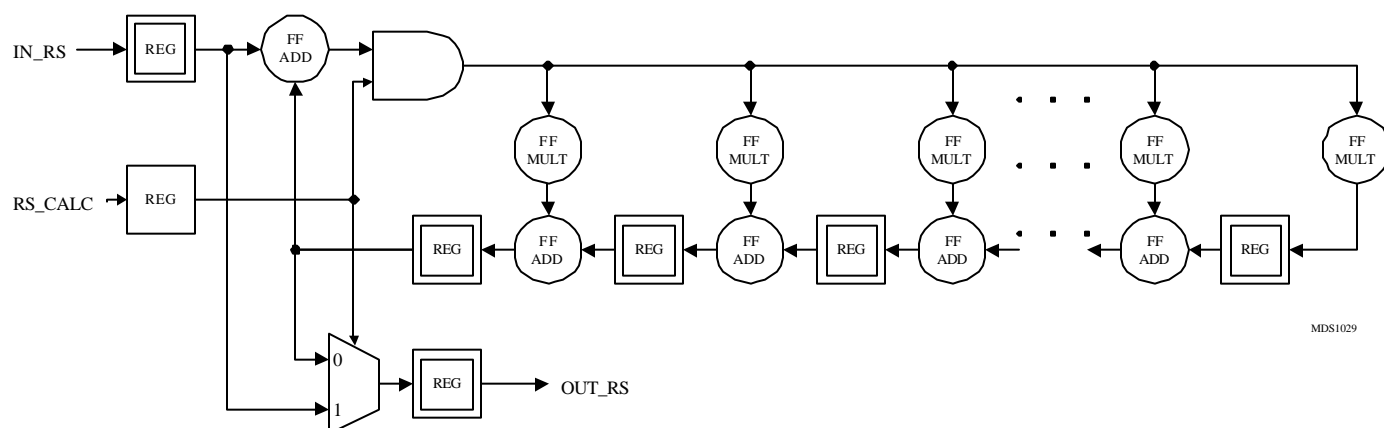 IN_RS
REG
FF
ADD
FF
MULT
FF
MULT
FF
MULT
FF
MULT
FF
MULT
RS_CALC
REG
REG
FF
ADD
REG
FF
ADD
REG
FF
ADD
FF
ADD
REG
MDS1029
0
1
REG
OUT_RS